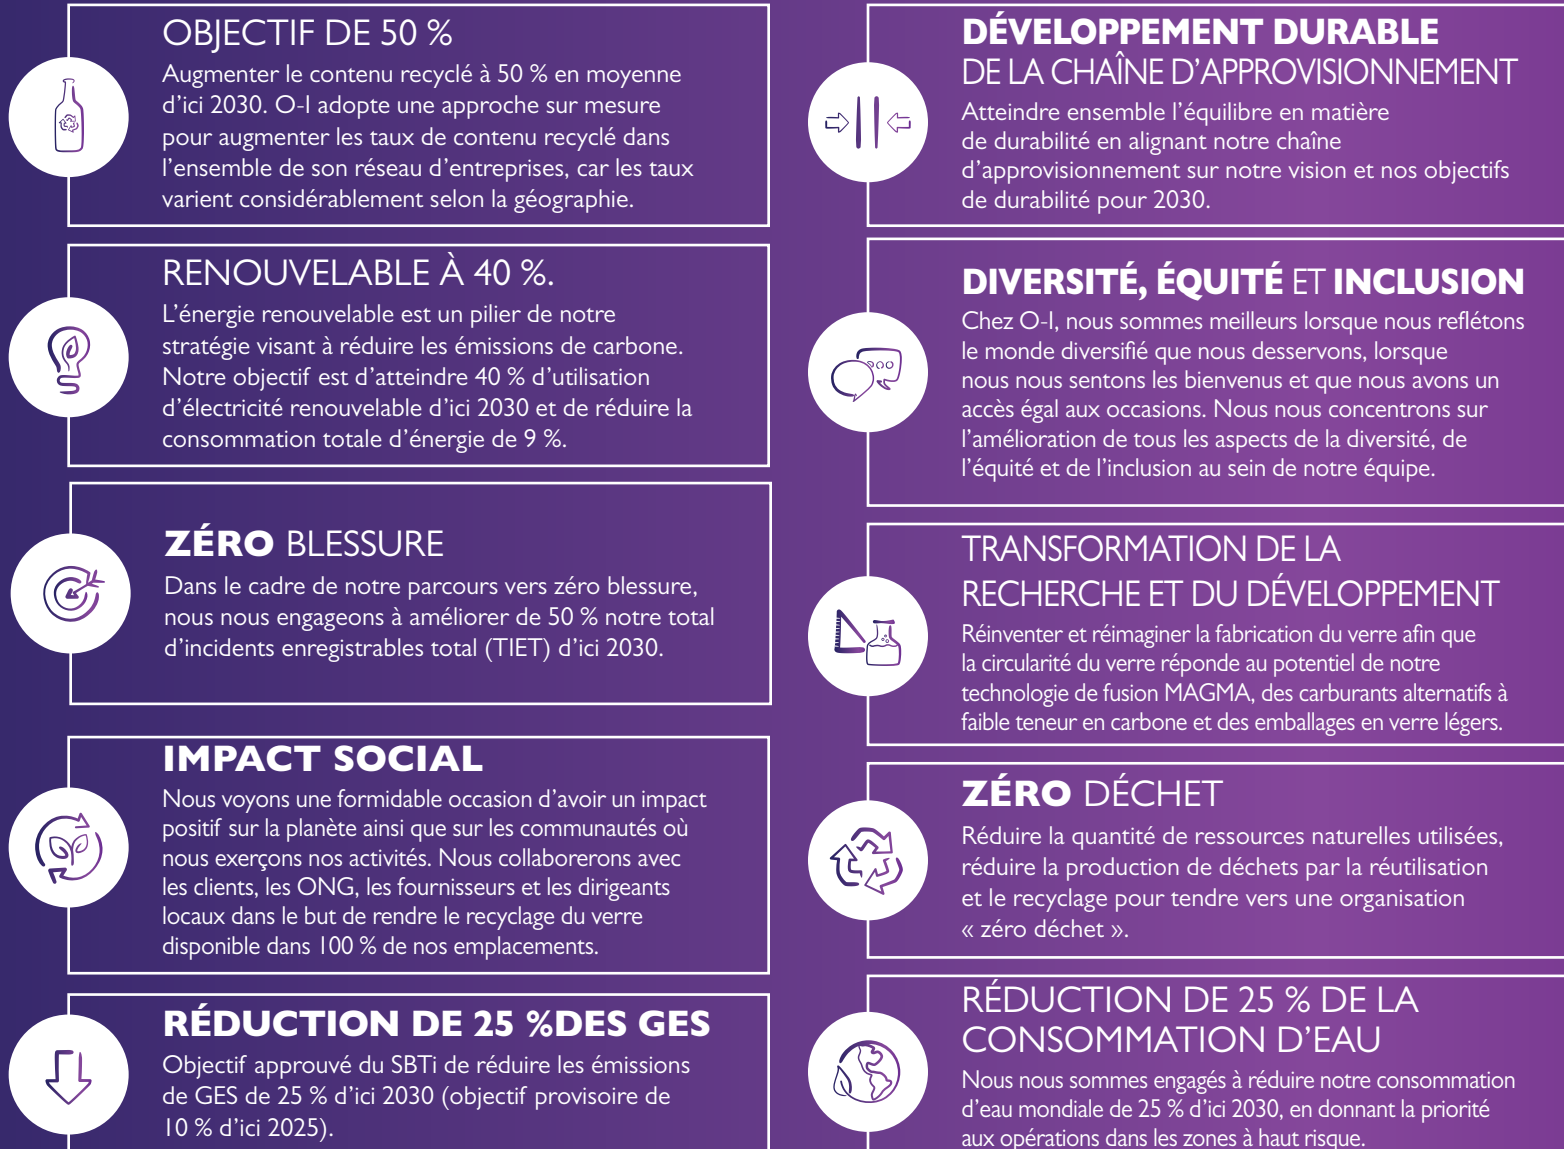 OBJECTIF DE 50 %
Augmenter le contenu recyclé à 50 % en moyenne
d’ici 2030. O-I adopte une approche sur mesure
pour augmenter les taux de contenu recyclé dans
l’ensemble de son réseau d’entreprises, car les taux
varient considérablement selon la géographie.
RENOUVELABLE À 40 %.
L’énergie renouvelable est un pilier de notre
stratégie visant à réduire les émissions de carbone.
Notre objectif est d’atteindre 40 % d’utilisation
d’électricité renouvelable d’ici 2030 et de réduire la
consommation totale d’énergie de 9 %.
ZÉRO BLESSURE
Dans le cadre de notre parcours vers zéro blessure,
nous nous engageons à améliorer de 50 % notre total
d’incidents enregistrables total (TIET) d’ici 2030.
IMPACT SOCIAL
Nous voyons une formidable occasion d’avoir un impact
positif sur la planète ainsi que sur les communautés où
nous exerçons nos activités. Nous collaborerons avec
les clients, les ONG, les fournisseurs et les dirigeants
locaux dans le but de rendre le recyclage du verre
disponible dans 100 % de nos emplacements.
RÉDUCTION DE 25 %DES GES
Objectif approuvé du SBTi de réduire les émissions
de GES de 25 % d’ici 2030 (objectif provisoire de
10 % d’ici 2025).
DÉVELOPPEMENT DURABLE
DE LA CHAÎNE D’APPROVISIONNEMENT
Atteindre ensemble l’équilibre en matière
de durabilité en alignant notre chaîne
d’approvisionnement sur notre vision et nos objectifs
de durabilité pour 2030.
DIVERSITÉ, ÉQUITÉ ET INCLUSION
Chez O-I, nous sommes meilleurs lorsque nous reflétons
le monde diversifié que nous desservons, lorsque
nous nous sentons les bienvenus et que nous avons un
accès égal aux occasions. Nous nous concentrons sur
l’amélioration de tous les aspects de la diversité, de
l’équité et de l’inclusion au sein de notre équipe.
TRANSFORMATION DE LA
RECHERCHE ET DU DÉVELOPPEMENT
Réinventer et réimaginer la fabrication du verre afin que
la circularité du verre réponde au potentiel de notre
technologie de fusion MAGMA, des carburants alternatifs à
faible teneur en carbone et des emballages en verre légers.
ZÉRO DÉCHET
Réduire la quantité de ressources naturelles utilisées,
réduire la production de déchets par la réutilisation
et le recyclage pour tendre vers une organisation
« zéro déchet ».
RÉDUCTION DE 25 % DE LA
CONSOMMATION D’EAU
Nous nous sommes engagés à réduire notre consommation
d’eau mondiale de 25 % d’ici 2030, en donnant la priorité
aux opérations dans les zones à haut risque.